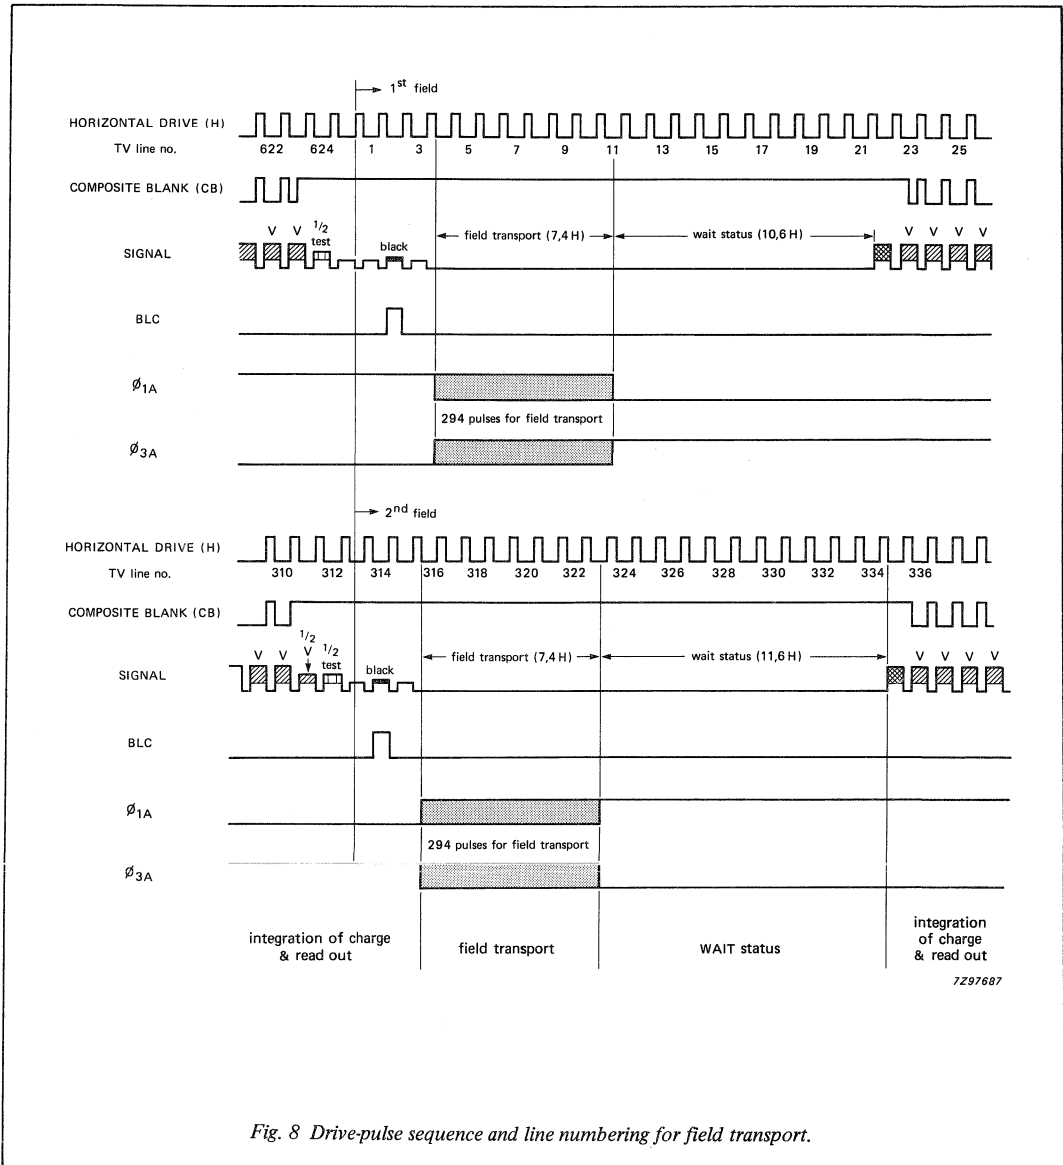 1st field
HORIZONTAL DRIVE (H)
TV line no. 622 624 1 3 5 7 9 11 13 15 17 19 21 23 25
COMPOSITE BLANK (CB)
SIGNAL V V 1/2 test black field transport (7,4 H) wait status (10,6 H) V V V V
BLC
Ø1A
294 pulses for field transport
Ø3A
2nd field
HORIZONTAL DRIVE (H)
TV line no. 310 312 314 316 318 320 322 324 326 328 330 332 334 336
COMPOSITE BLANK (CB)
SIGNAL V V 1/2 V 1/2 test black field transport (7,4 H) wait status (11,6 H) V V V V
BLC
Ø1A
294 pulses for field transport
Ø3A
integration of charge & read out
field transport
WAIT status
integration of charge & read out
7Z97687
Fig. 8 Drive-pulse sequence and line numbering for field transport.